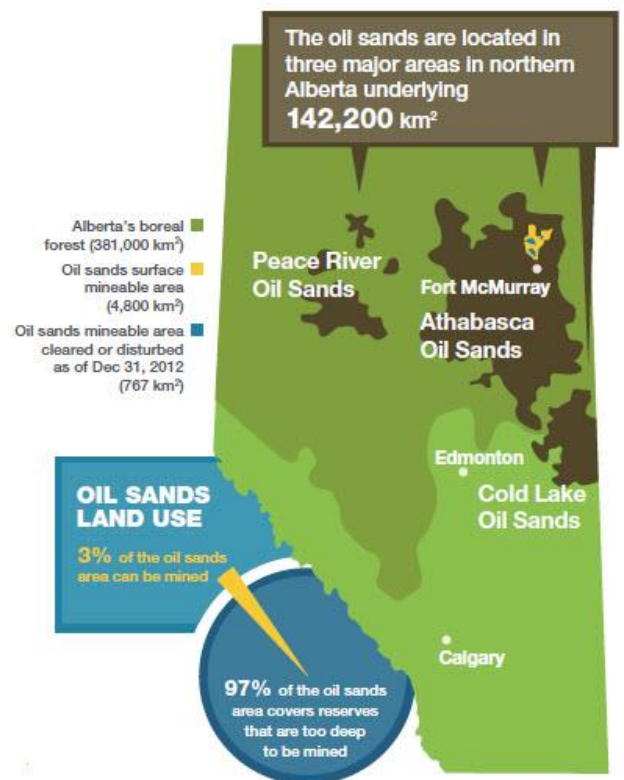 The oil sands are located in
three major areas in northern
Alberta underlying
142,200 km²
Alberta's boreal
forest (381,000 km²)
Oil sands surface
mineable area
(4,800 km²)
Oil sands mineable area
cleared or disturbed
as of Dec 31, 2012
(767 km²)
Peace River
Oil Sands
Fort McMurray
Athabasca
Oil Sands
Edmonton
Cold Lake
Oil Sands
OIL SANDS
LAND USE
3% of the oil sands
area can be mined
Calgary
97% of the oil sands
area covers reserves
that are too deep
to be mined